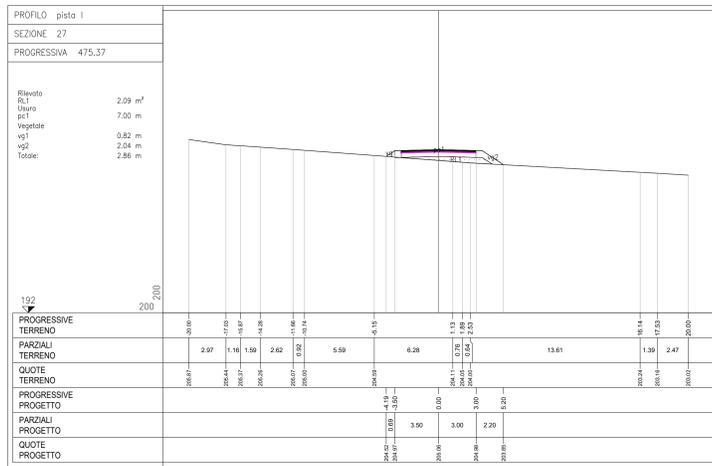 PROFILO pista I
SEZIONE 27
PROGRESSIVA 475.37
Rilevato
RL1 2.09 m²
Usura
pc1 7.00 m
Vegetale
vg1 0.82 m
vg2 2.04 m
Totale: 2.86 m
pc1
RL1
vg2
192
200
200
PROGRESSIVE TERRENO -20.00 -17.03 -15.87 -14.28 -11.66 -10.74 -5.15 1.13 1.89 2.53 16.14 17.53 20.00
PARZIALI TERRENO 2.97 1.16 1.59 2.62 0.92 5.59 6.28 0.76 0.64 13.61 1.39 2.47
QUOTE TERRENO 205.87 205.44 205.37 205.26 205.07 205.00 204.59 204.11 204.05 204.00 203.24 203.16 203.02
PROGRESSIVE PROGETTO -4.19 -3.50 0.00 3.00 5.20
PARZIALI PROGETTO 0.69 3.50 3.00 2.20
QUOTE PROGETTO 204.52 204.97 205.06 204.98 203.85